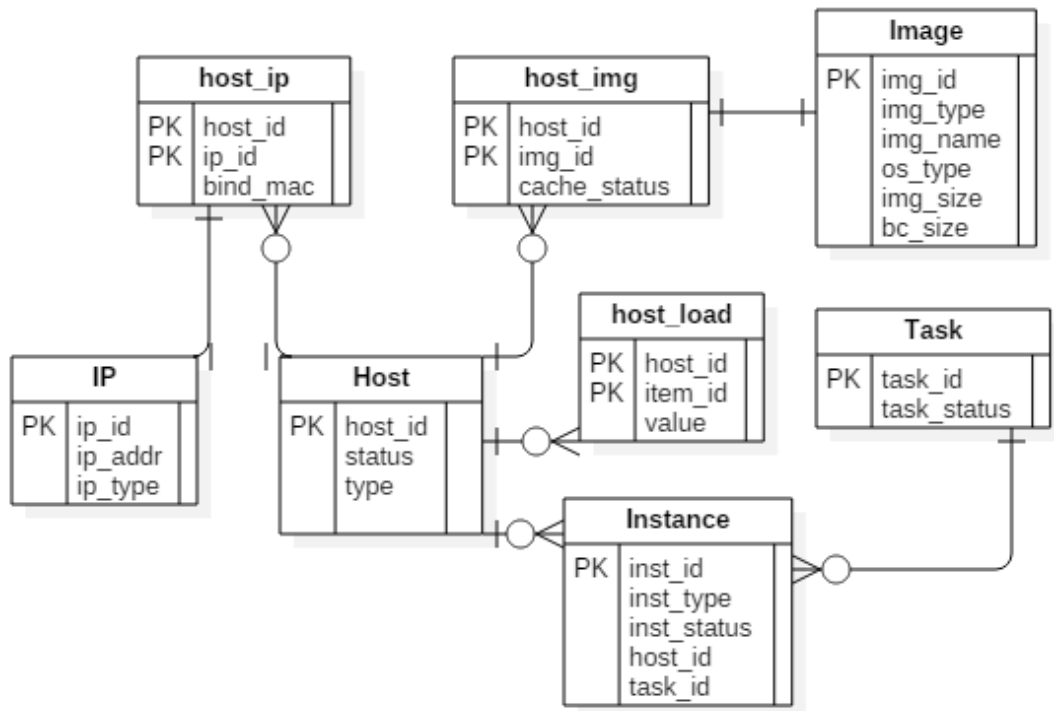 host_ip
PK host_id
PK ip_id
bind_mac
host_img
PK host_id
PK img_id
cache_status
Image
PK img_id
img_type
img_name
os_type
img_size
bc_size
IP
PK ip_id
ip_addr
ip_type
Host
PK host_id
status
type
host_load
PK host_id
PK item_id
value
Task
PK task_id
task_status
Instance
PK inst_id
inst_type
inst_status
host_id
task_id